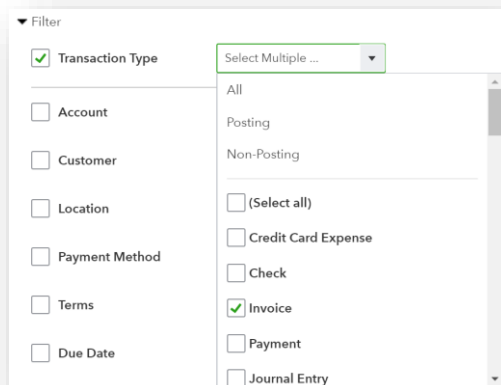 Filter
Transaction Type
Select Multiple ...
All
Account
Posting
Non-Posting
Customer
Location
(Select all)
Credit Card Expense
Payment Method
Check
Terms
Invoice
Payment
Due Date
Journal Entry